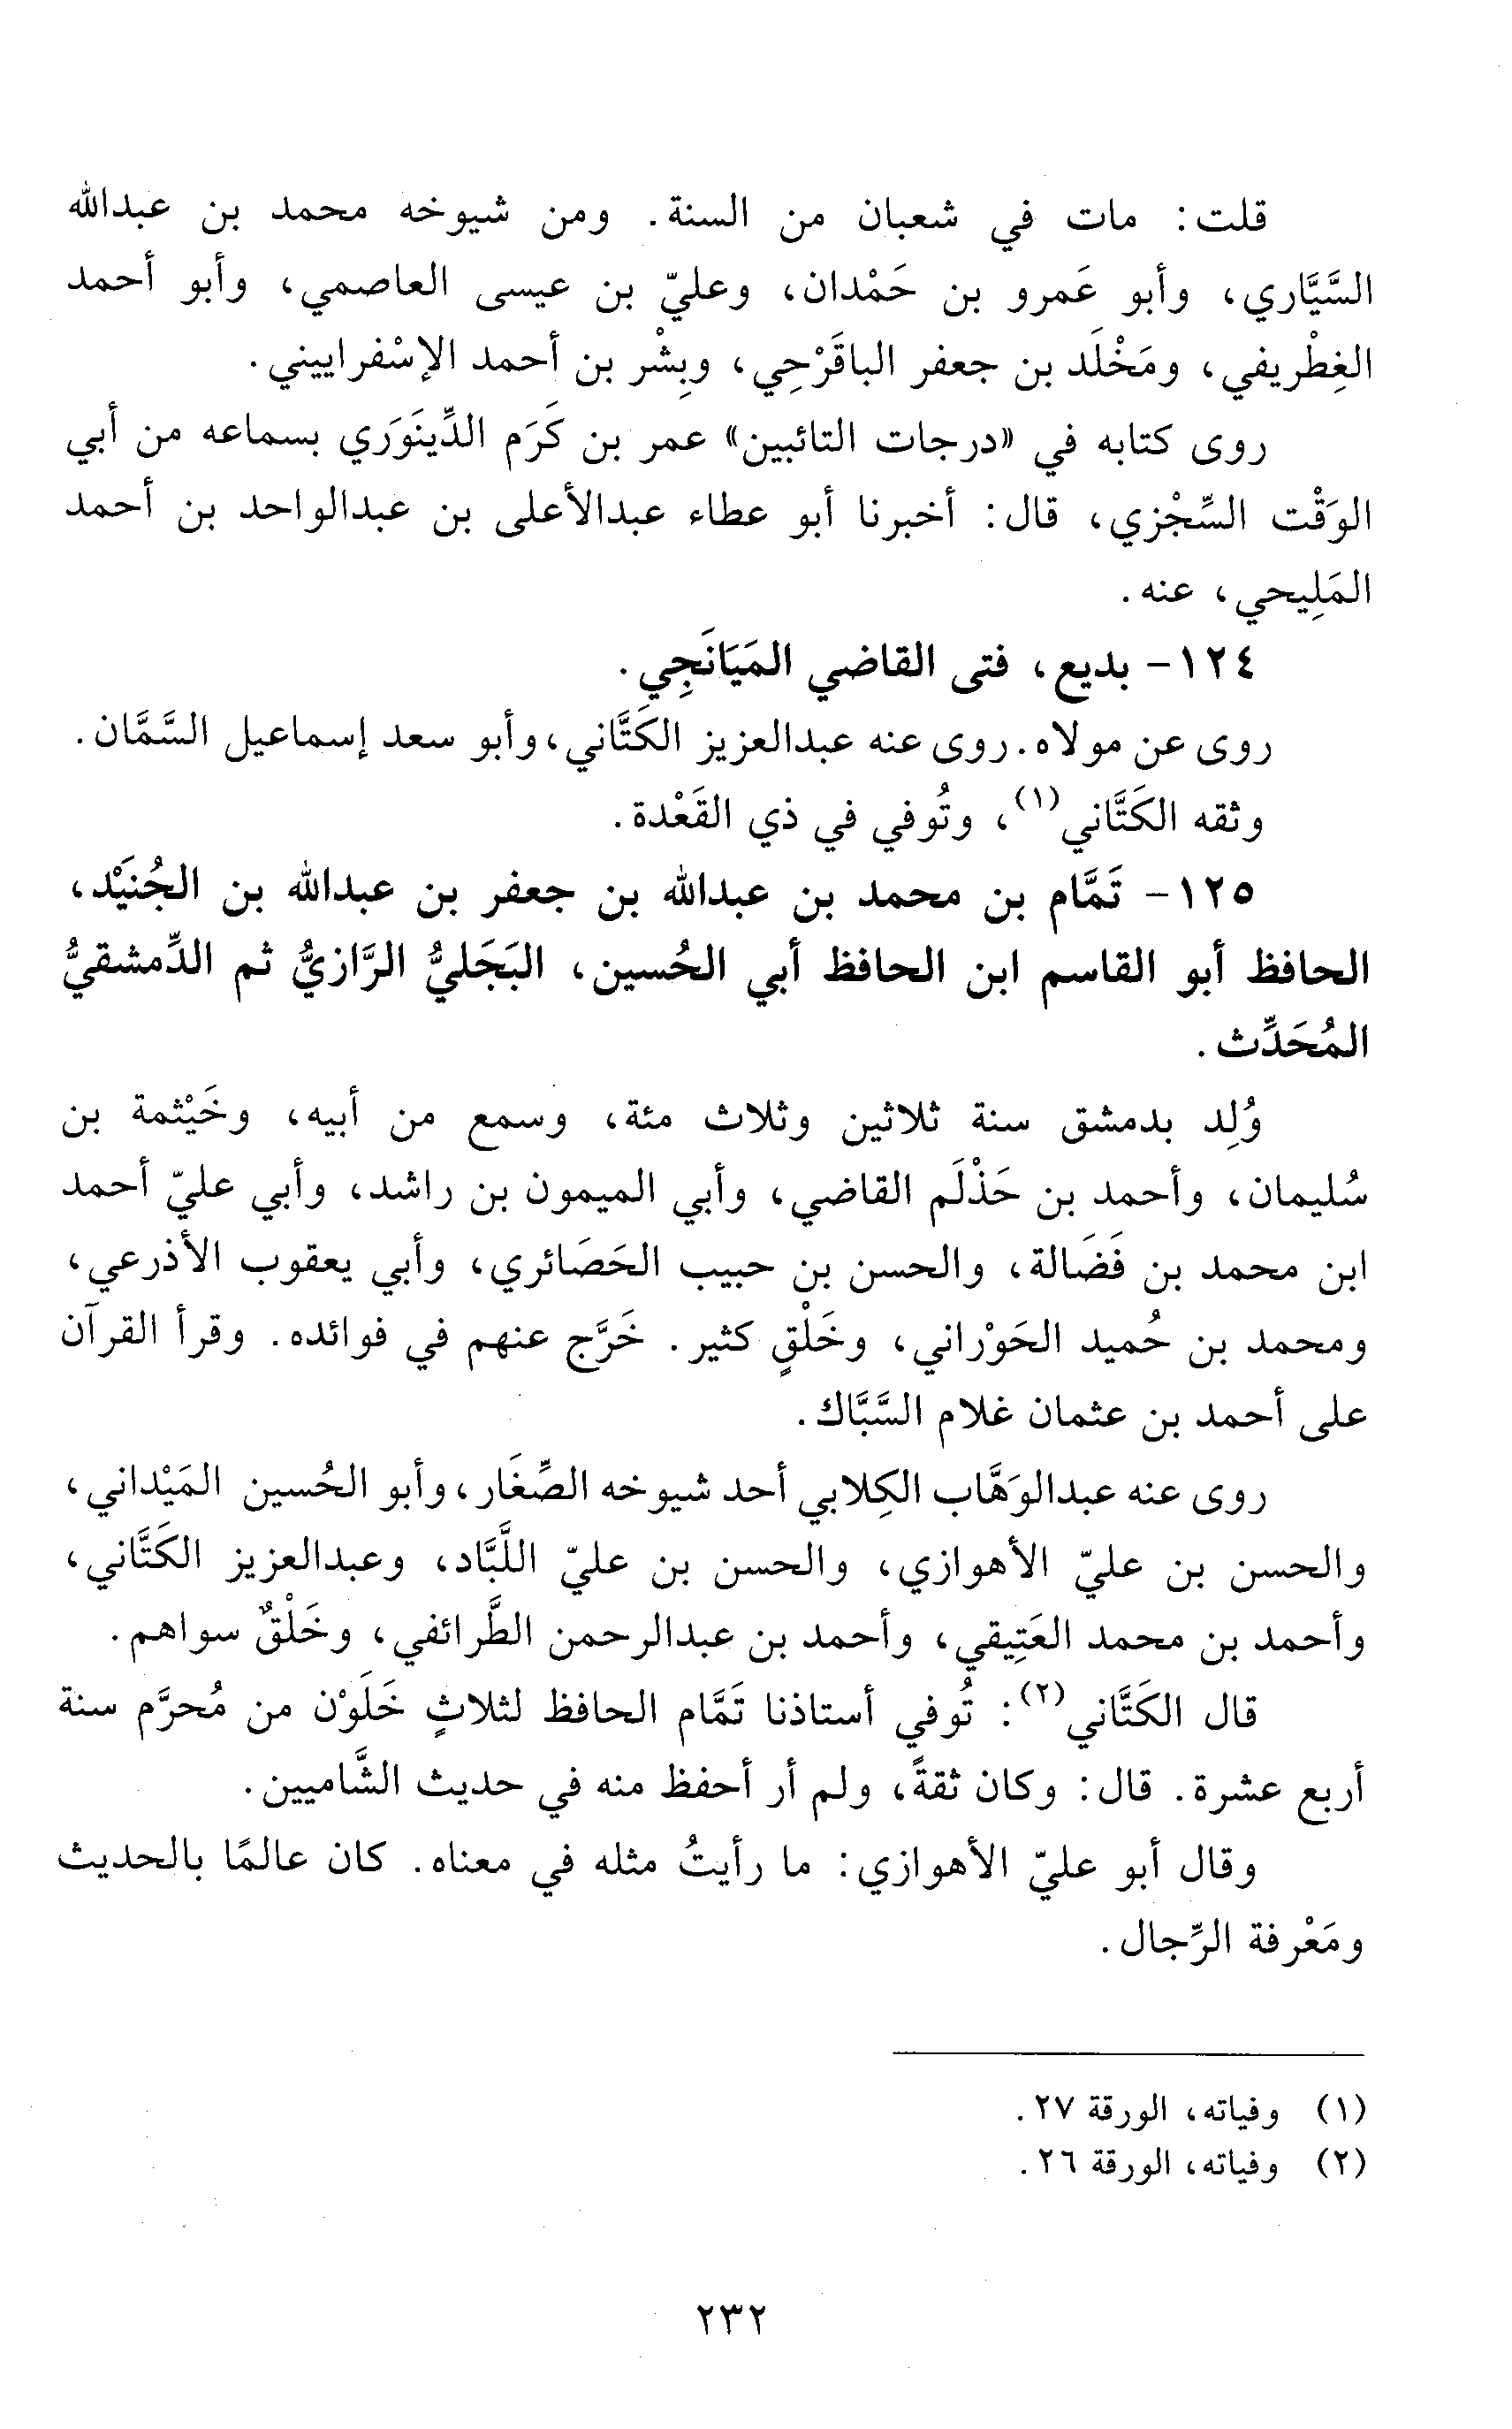 قلت: مات في شعبان من السنة. ومن شيوخه محمد بن عبدالله
السَّيَّاري، وأبو عَمرو بن حَمْدان، وعليّ بن عيسى العاصمي، وأبو أحمد
الغِطْريفي، ومَخْلَد بن جعفر الباقَرْحِي، وبِشْر بن أحمد الإسْفراييني.
روى كتابه في «درجات التائبين» عمر بن كَرَم الدِّينَوَري بسماعه من أبي
الوَقْت السِّجْزي، قال: أخبرنا أبو عطاء عبدالأعلى بن عبدالواحد بن أحمد
المَلِيحي، عنه.
١٢٤- بديع، فتى القاضي المَيَانَجِي.
روى عن مولاه. روى عنه عبدالعزيز الكَتَّاني، وأبو سعد إسماعيل السَّمَّان.
وثقه الكَتَّاني(١)، وتُوفي في ذي القَعْدة.
١٢٥- تَمَّام بن محمد بن عبدالله بن جعفر بن عبدالله بن الجُنَيْد،
الحافظ أبو القاسم ابن الحافظ أبي الحُسين، البَجَليُّ الرَّازيُّ ثم الدِّمشقيُّ
المُحَدِّث.
وُلِد بدمشق سنة ثلاثين وثلاث مئة، وسمع من أبيه، وخَيْثمة بن
سُليمان، وأحمد بن حَذْلَم القاضي، وأبي الميمون بن راشد، وأبي عليّ أحمد
ابن محمد بن فَضَالة، والحسن بن حبيب الحَصَائري، وأبي يعقوب الأذرعي،
ومحمد بن حُميد الحَوْراني، وخَلْقٍ كثير. خَرَّج عنهم في فوائده. وقرأ القرآن
على أحمد بن عثمان غلام السَّبَّاك.
روى عنه عبدالوَهَّاب الكِلابي أحد شيوخه الصِّغَار، وأبو الحُسين المَيْداني،
والحسن بن عليّ الأهوازي، والحسن بن عليّ اللَّبَّاد، وعبدالعزيز الكَتَّاني،
وأحمد بن محمد العَتِيقي، وأحمد بن عبدالرحمن الطَّرائفي، وخَلْقٌ سواهم.
قال الكَتَّاني(٢): تُوفي أستاذنا تَمَّام الحافظ لثلاثٍ خَلَوْن من مُحرَّم سنة
أربع عشرة. قال: وكان ثقةً، ولم أر أحفظ منه في حديث الشَّاميين.
وقال أبو عليّ الأهوازي: ما رأيتُ مثله في معناه. كان عالمًا بالحديث
ومَعْرفة الرِّجال.
(١) وفياته، الورقة ٢٧.
(٢) وفياته، الورقة ٢٦.
٢٣٢